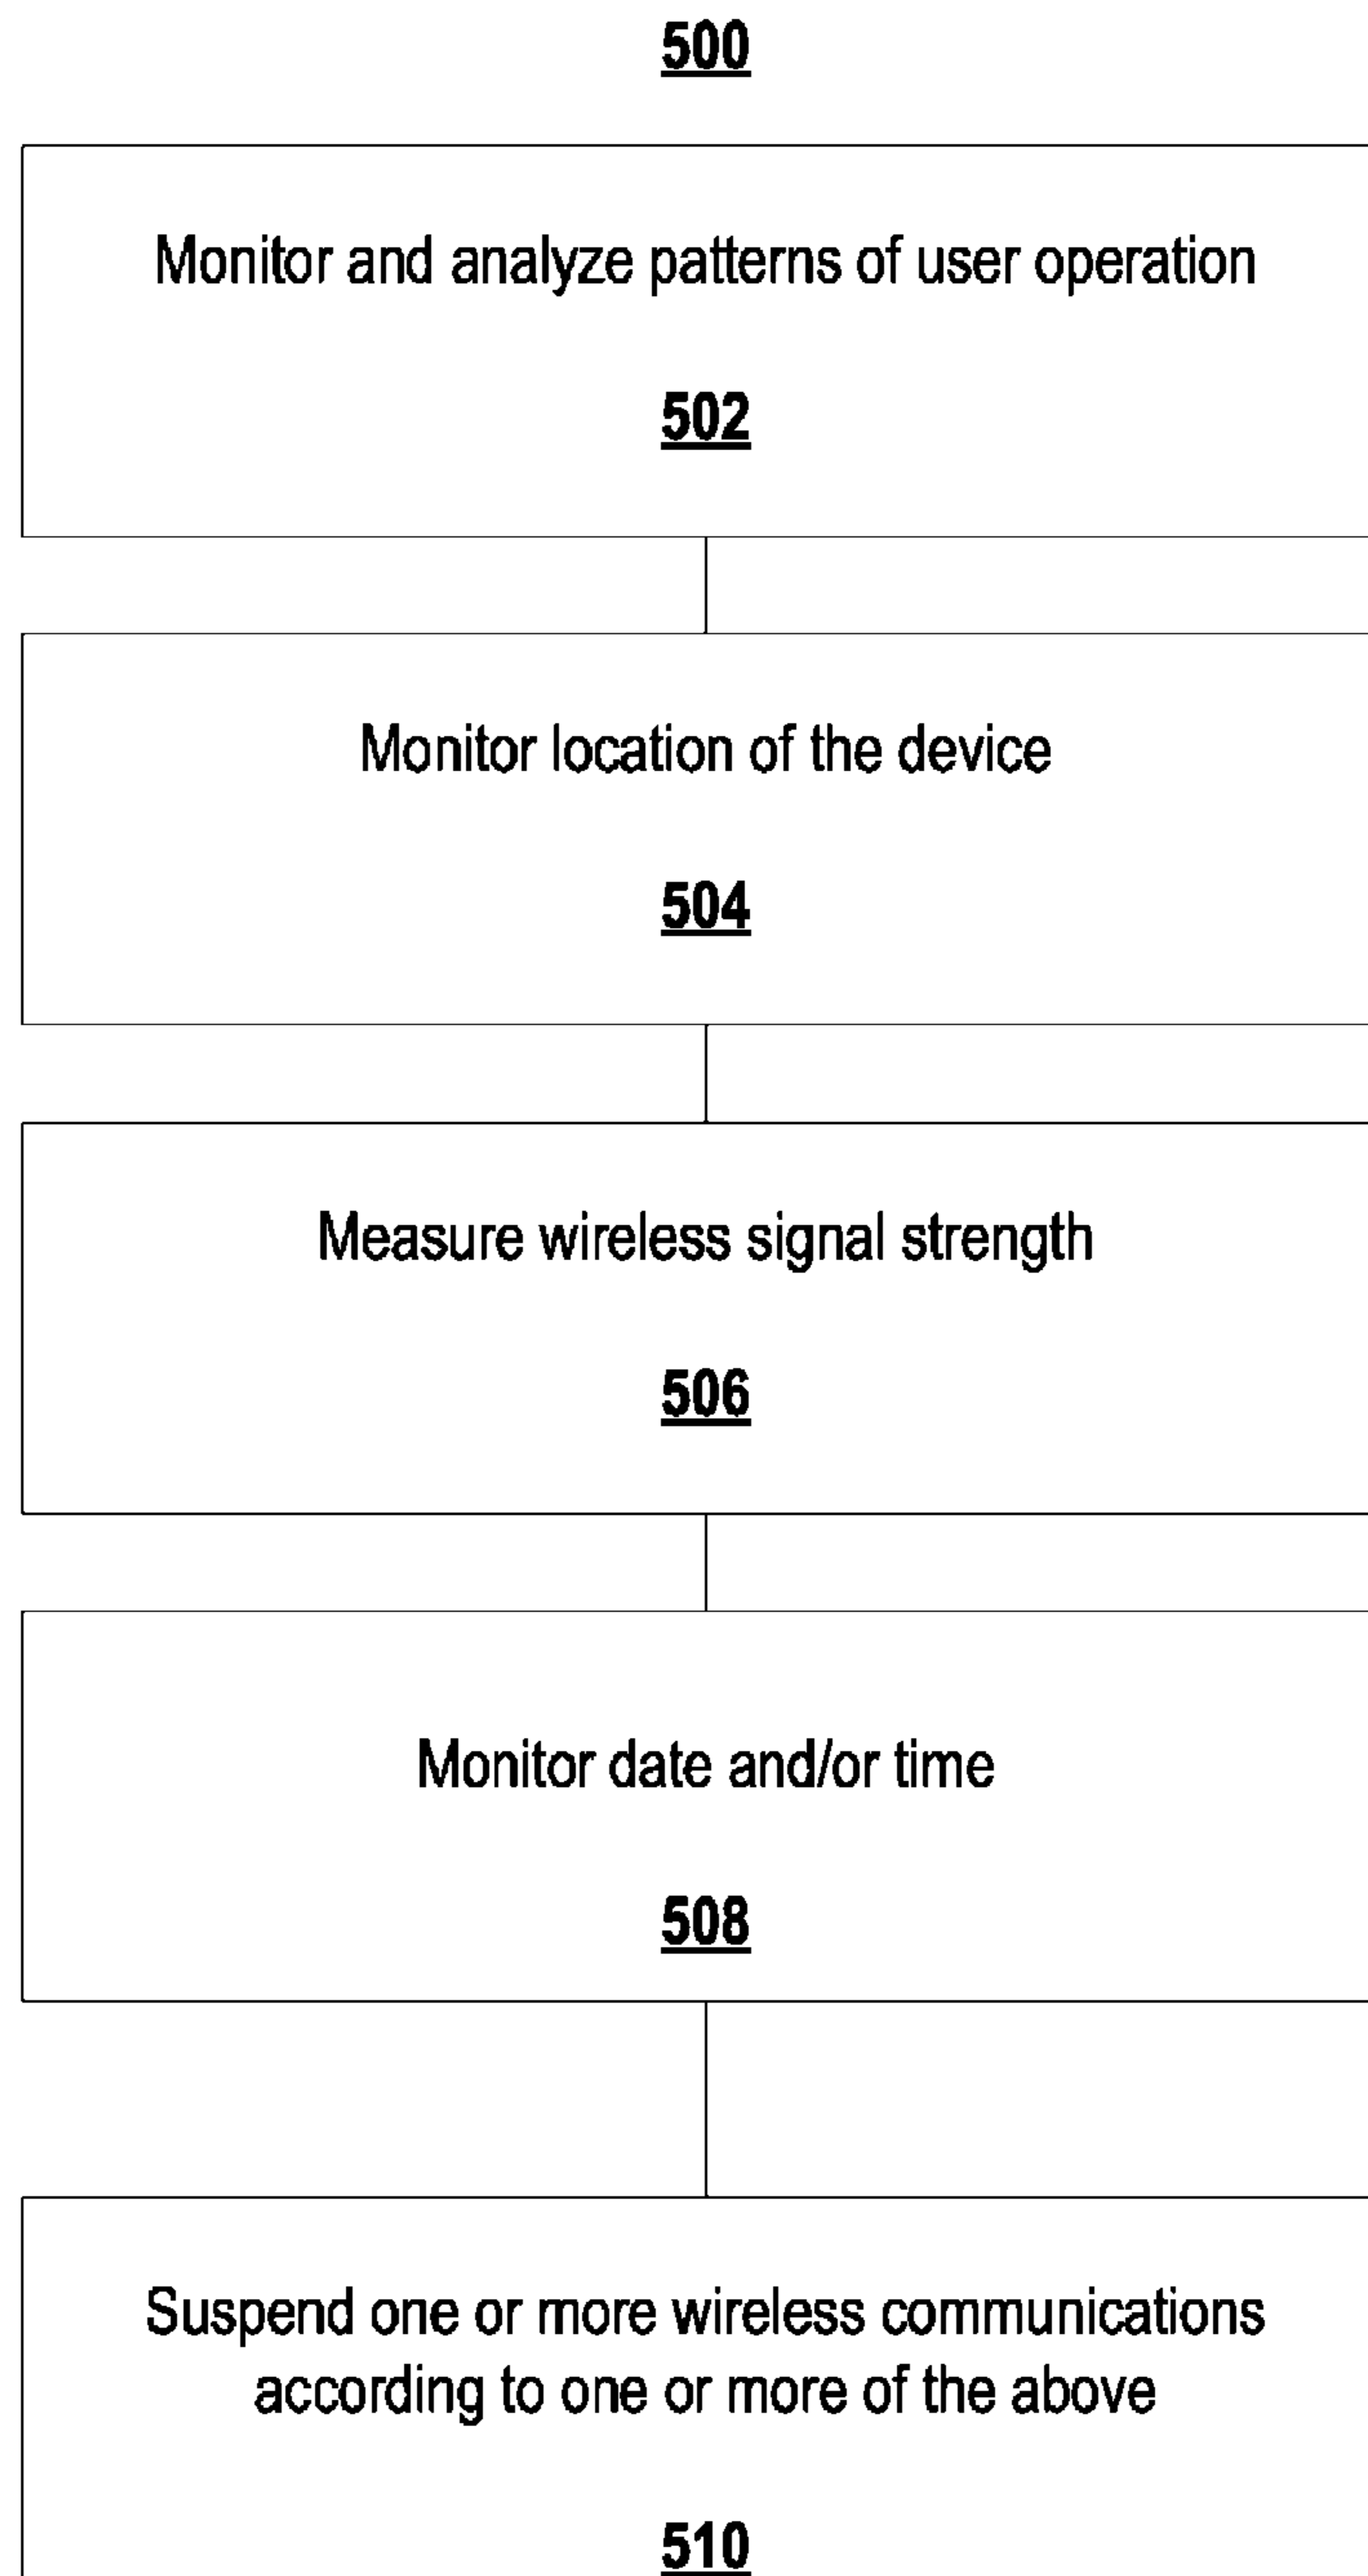 500
Monitor and analyze patterns of user operation
502
Monitor location of the device
504
Measure wireless signal strength
506
Monitor date and/or time
508
Suspend one or more wireless communications
according to one or more of the above
510